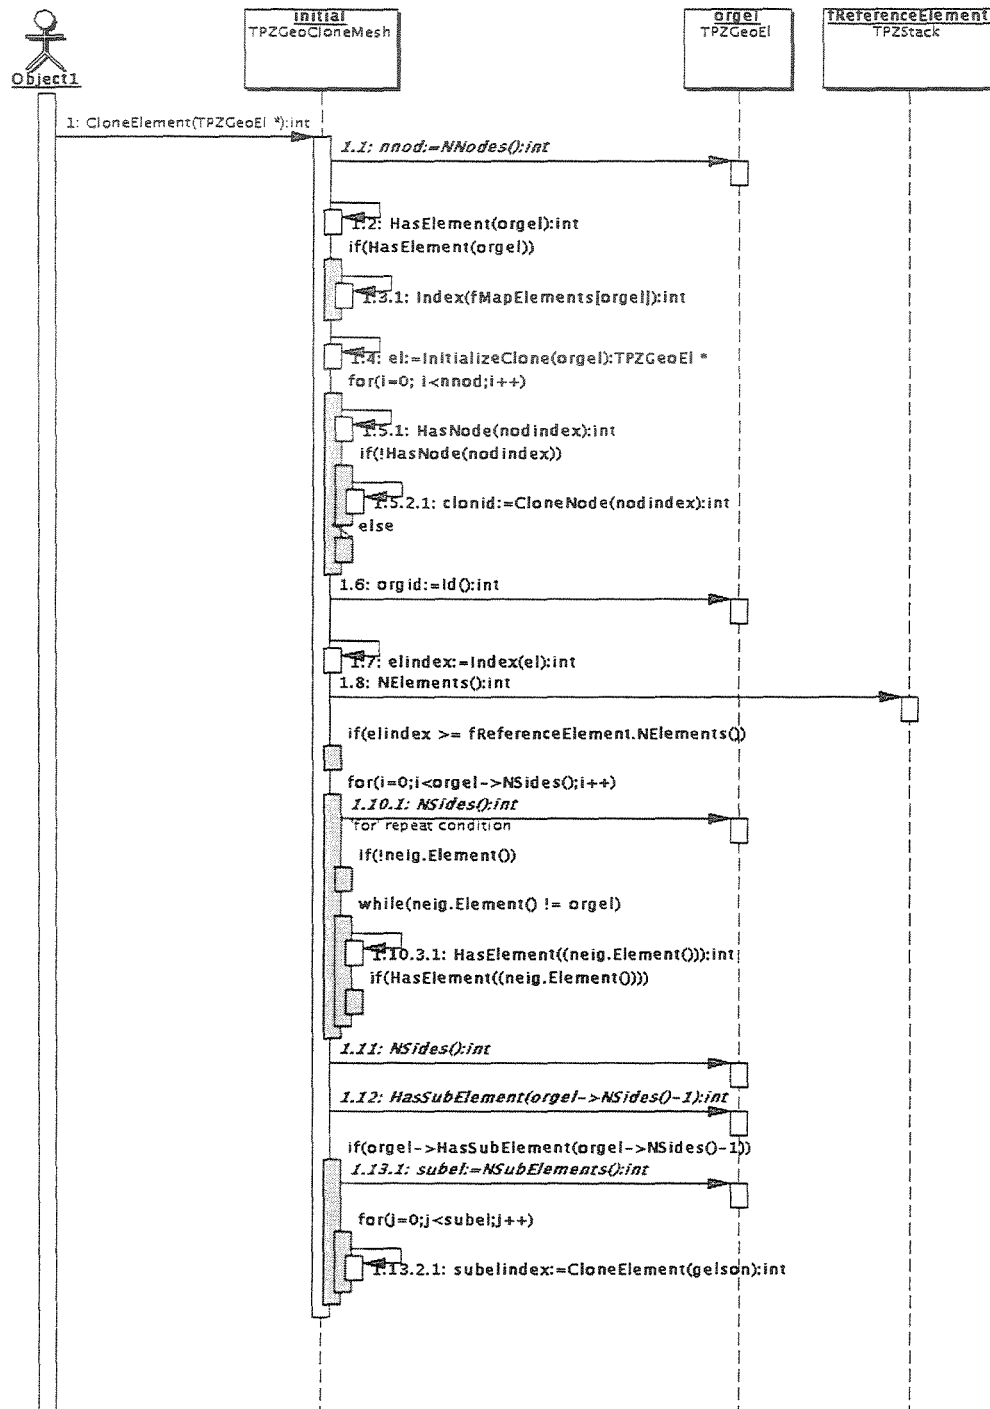 initial
TPZGeoCloneMesh
orgel
TPZGeoEl
fReferenceElement
TPZStack
Object1
1: CloneElement(TPZGeoEl *):int
1.1: nnod:=NNodes():int
1.2: HasElement(orgel):int
if(HasElement(orgel))
1.3.1: Index(fMapElements[orgel]):int
1.4: el:=InitializeClone(orgel):TPZGeoEl *
for(i=0; i<nnod;i++)
1.5.1: HasNode(nodindex):int
if(!HasNode(nodindex))
1.5.2.1: clonid:=CloneNode(nodindex):int
else
1.6: orgid:=Id():int
1.7: elindex:=Index(el):int
1.8: NElements():int
if(elindex >= fReferenceElement.NElements())
for(i=0;i<orgel->NSides();i++)
1.10.1: NSides():int
'for' repeat condition
if(!neig.Element())
while(neig.Element() != orgel)
1.10.3.1: HasElement((neig.Element())):int
if(HasElement((neig.Element())))
1.11: NSides():int
1.12: HasSubElement(orgel->NSides()-1):int
if(orgel->HasSubElement(orgel->NSides()-1))
1.13.1: subel:=NSubElements():int
for(j=0;j<subel;j++)
1.13.2.1: subelindex:=CloneElement(gelson):int